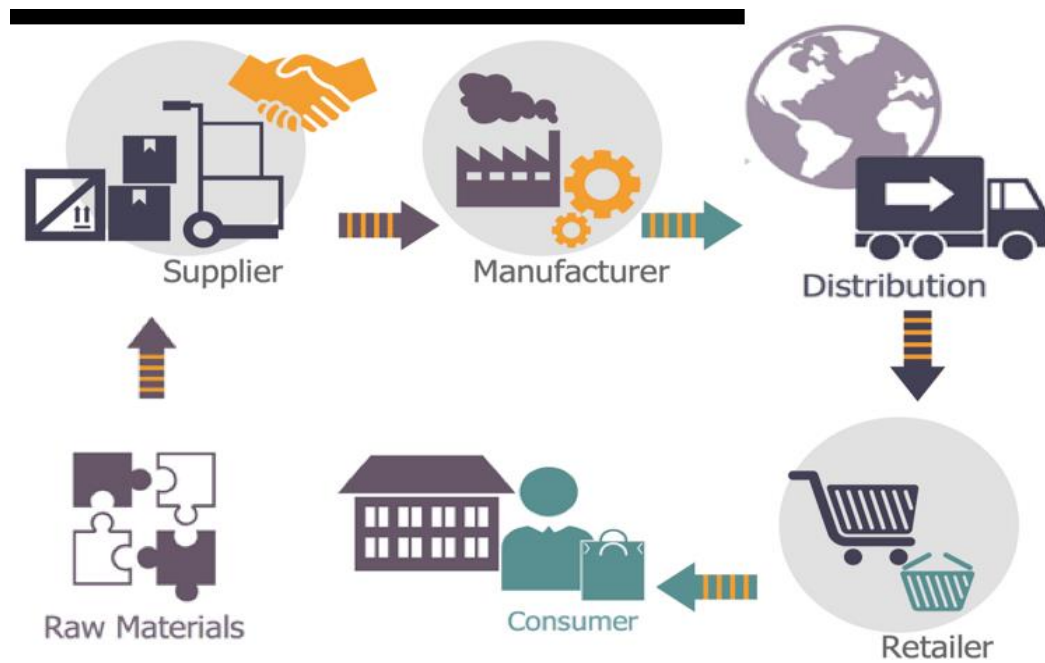 Supplier
Manufacturer
Distribution
Raw Materials
Consumer
Retailer